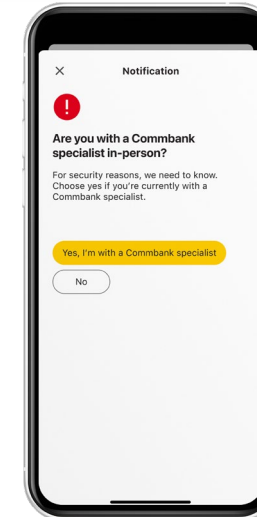 Notification
!
Are you with a Commbank
specialist in-person?
For security reasons, we need to know.
Choose yes if you're currently with a
Commbank specialist.
Yes, I'm with a Commbank specialist
No